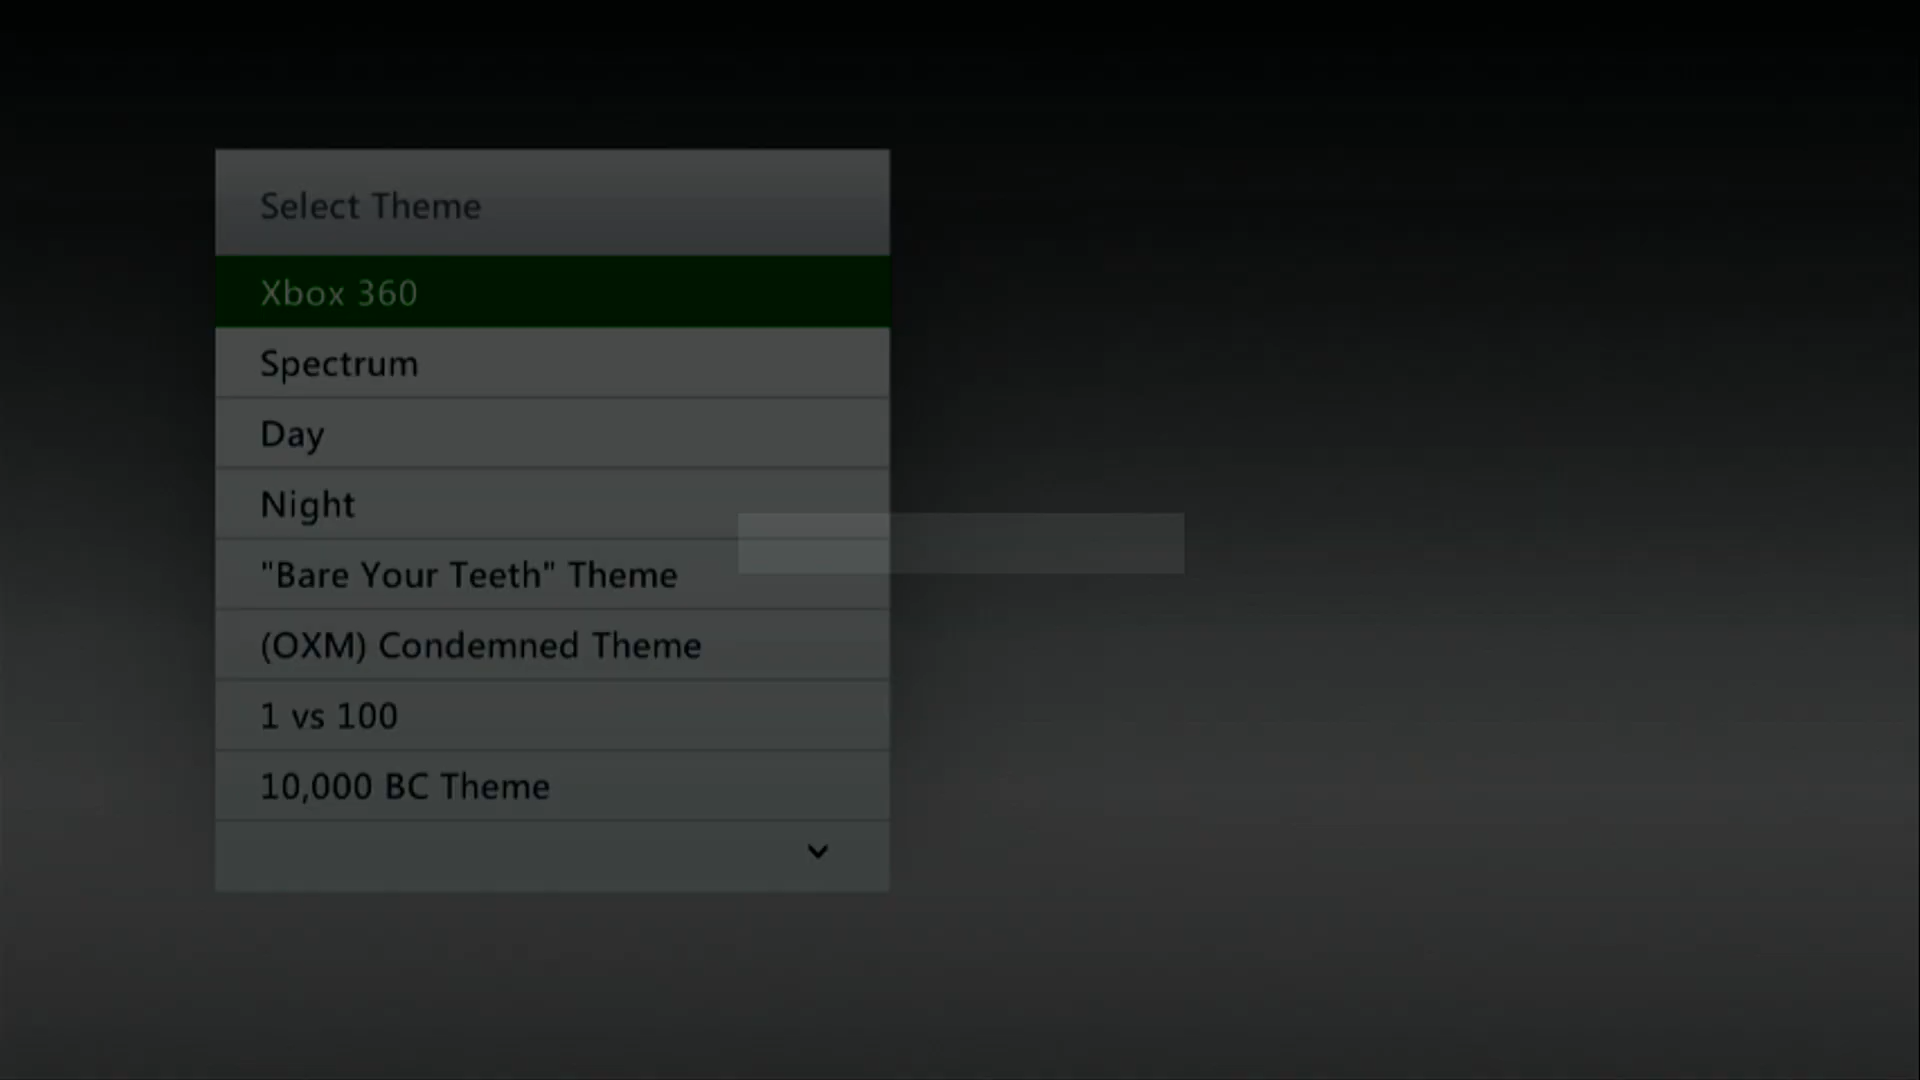 Select Theme
Xbox 360
Spectrum
Day
Night
"Bare Your Teeth" Theme
(OXM) Condemned Theme
1 vs 100
10,000 BC Theme